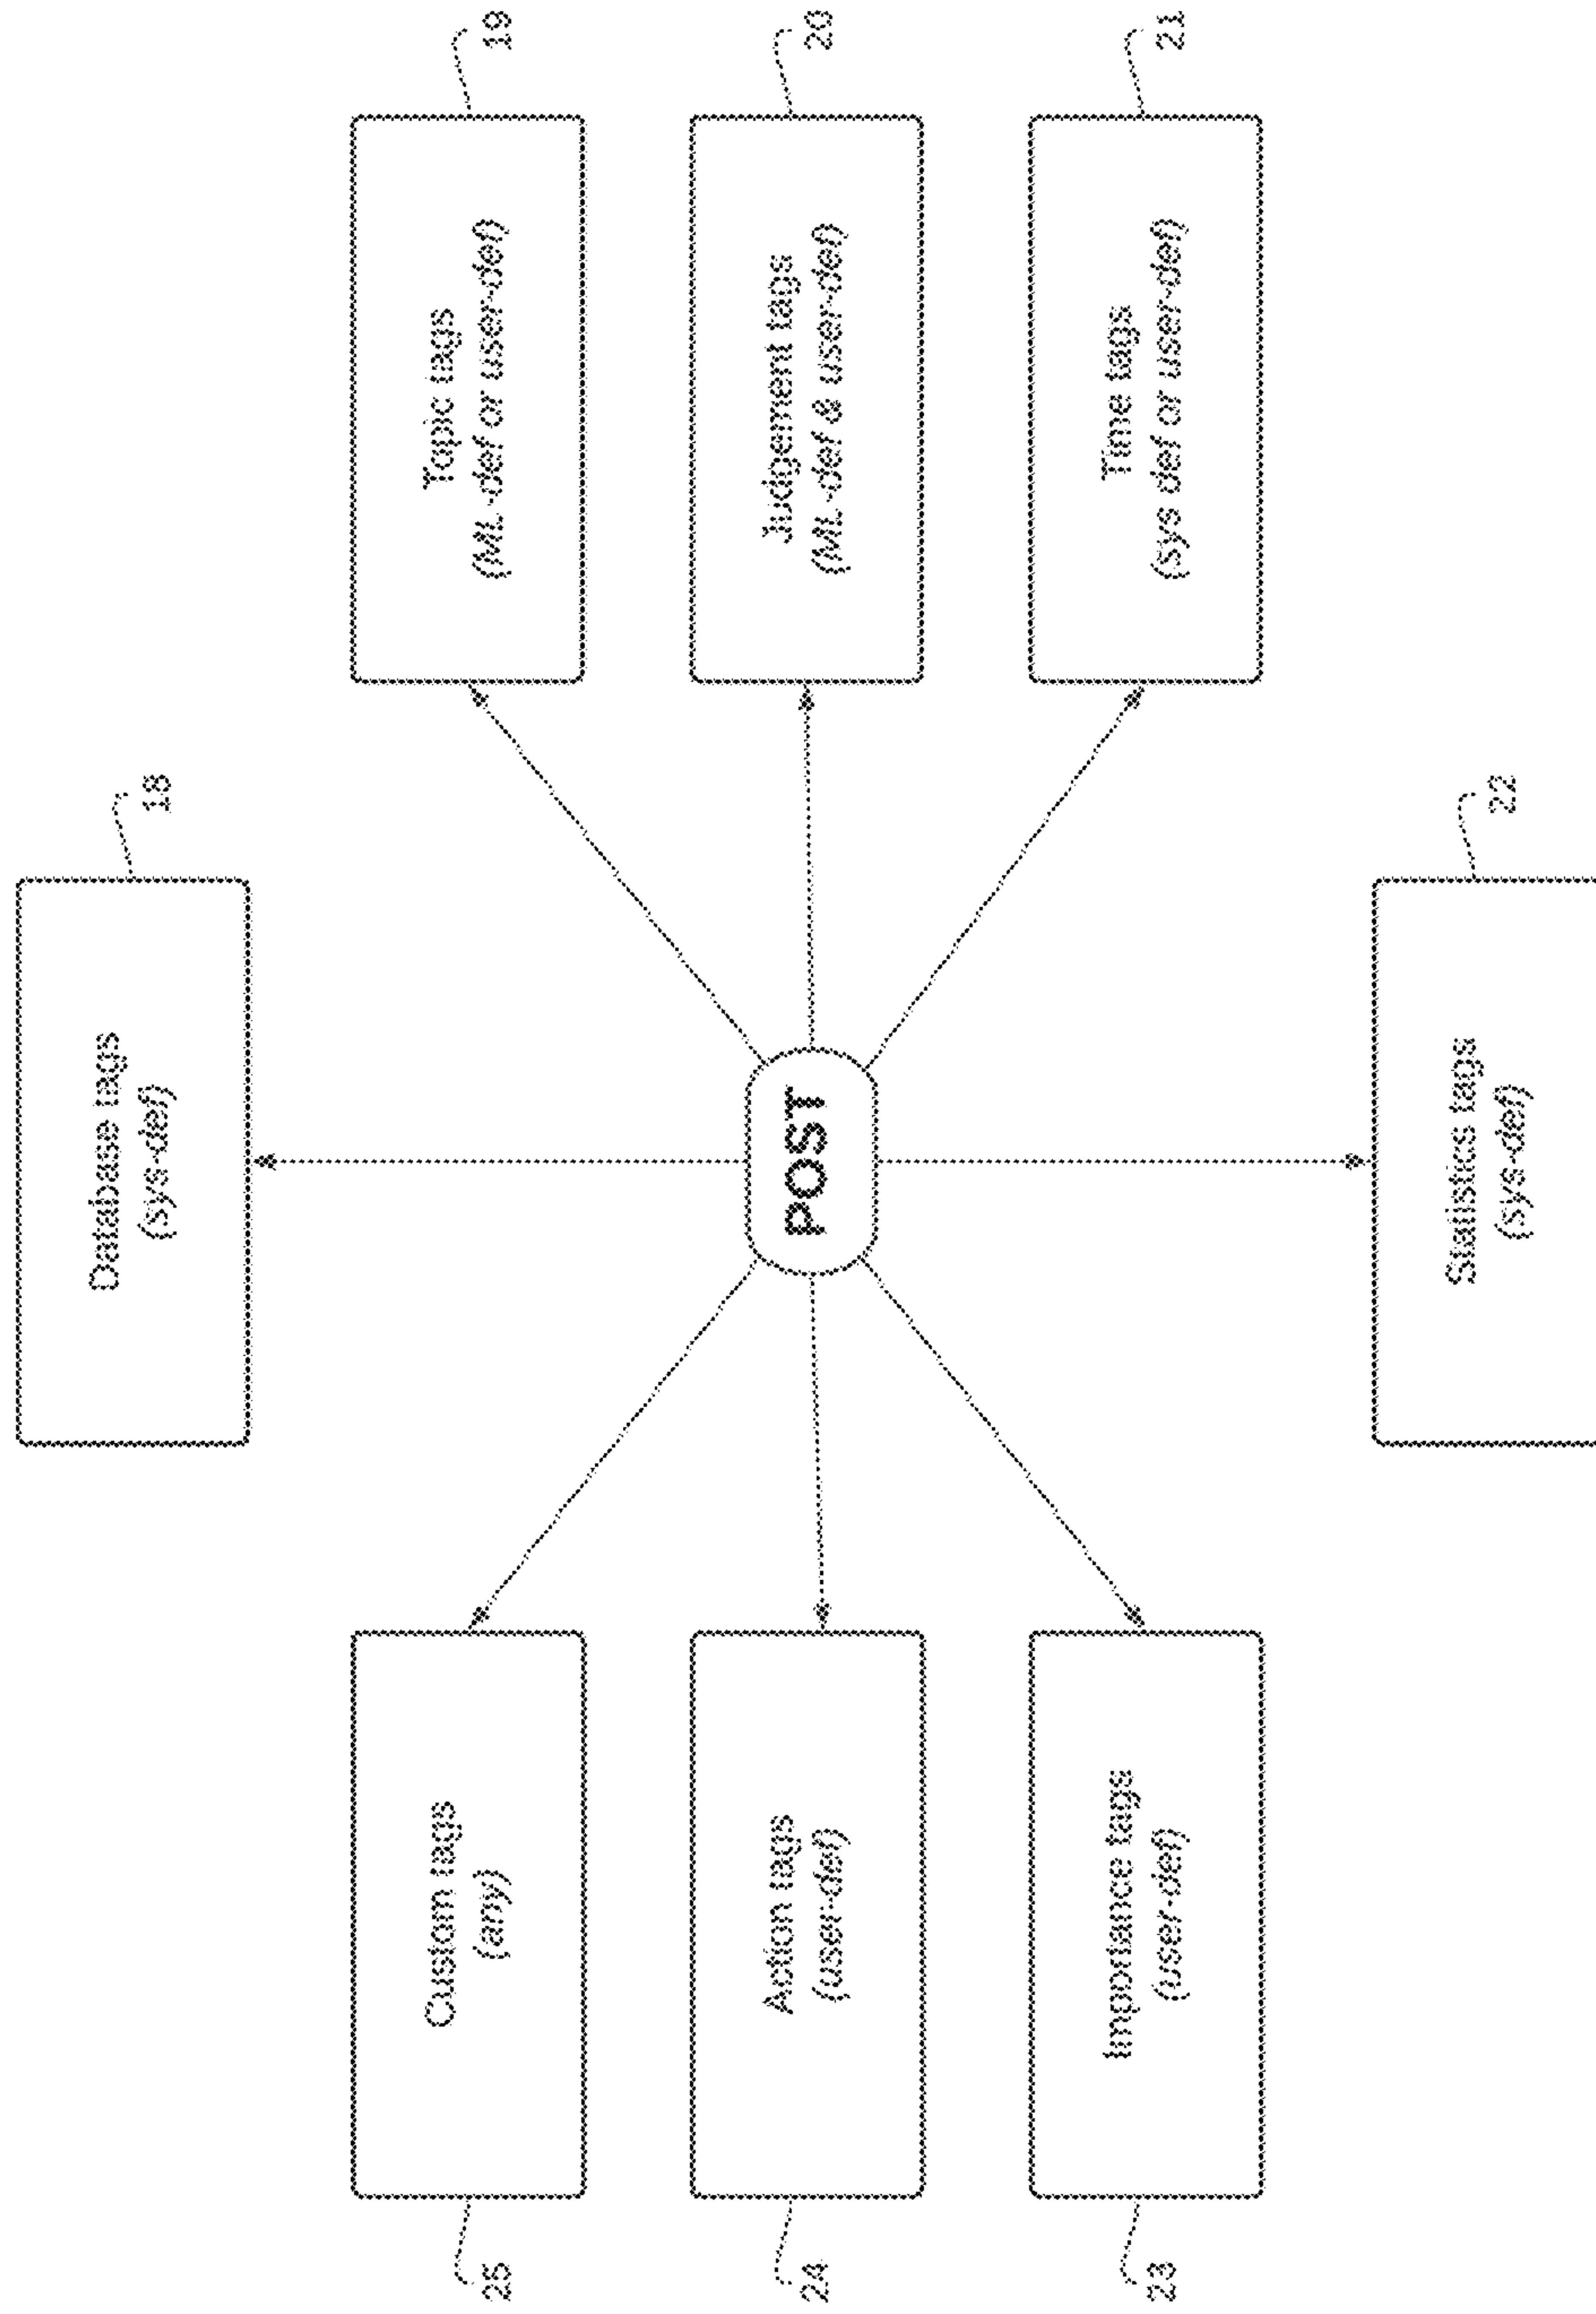 Database tags
(sys-def)
18
Custom tags
(any)
25
Topic tags
(ML-def or user-def)
19
Action tags
(user-def)
24
POST
Judgement tags
(ML-def & user-def)
20
Importance tags
(user-def)
23
Time tags
(sys def or user-def)
21
Statistics tags
(sys-def)
22